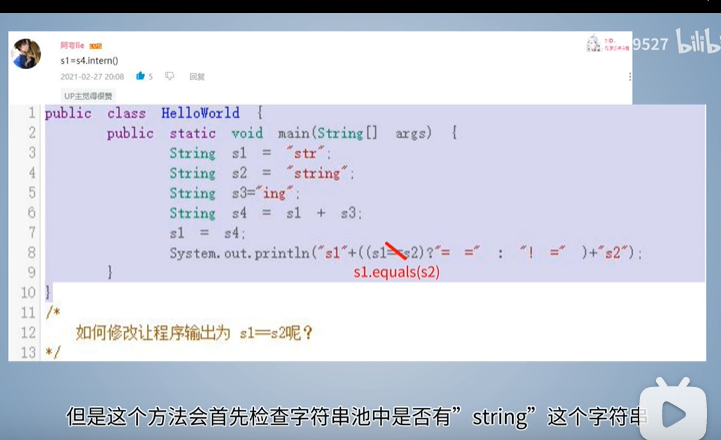 阿哲lie LV5
s1=s4.intern()
2021-02-27 20:08 5 回复
UP主觉得很赞
9527 bilibi
1 public class HelloWorld {
2 public static void main(String[] args) {
3 String s1 = "str";
4 String s2 = "string";
5 String s3="ing";
6 String s4 = s1 + s3;
7 s1 = s4;
8 System.out.println("s1"+((s1==s2)?"= =" : "! =" )+"s2");
s1.equals(s2)
9 }
10 }
11 /*
12 如何修改让程序输出为 s1==s2呢?
13 */
但是这个方法会首先检查字符串池中是否有”string”这个字符串